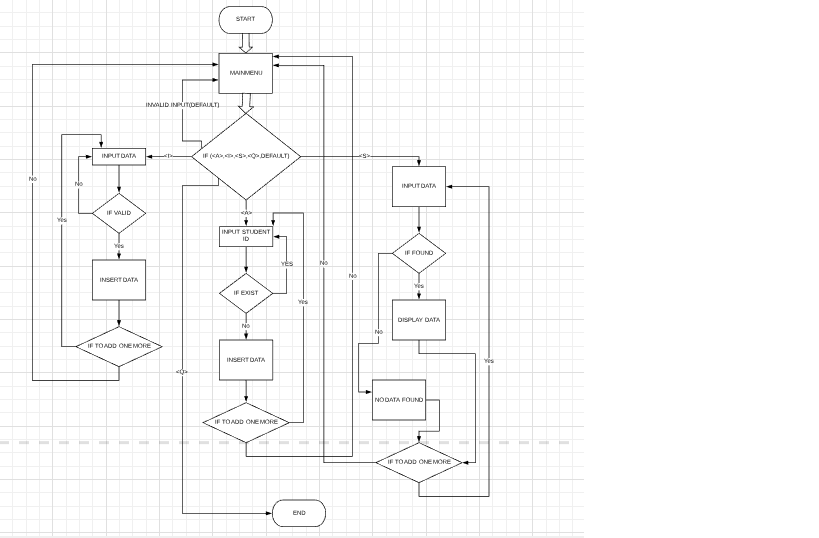 START
MAINMENU
INVALID INPUT(DEFAULT)
IF (<A>,<I>,<S>,<Q>,DEFAULT)
<I>
<S>
INPUT DATA
No
No
Yes
IF VALID
Yes
INSERT DATA
IF TO ADD ONE MORE
<A>
INPUT STUDENT
ID
YES
IF EXIST
No
Yes
INSERT DATA
IF TO ADD ONE MORE
<Q>
No
No
INPUT DATA
IF FOUND
Yes
No
DISPLAY DATA
Yes
NO DATA FOUND
IF TO ADD ONE MORE
END